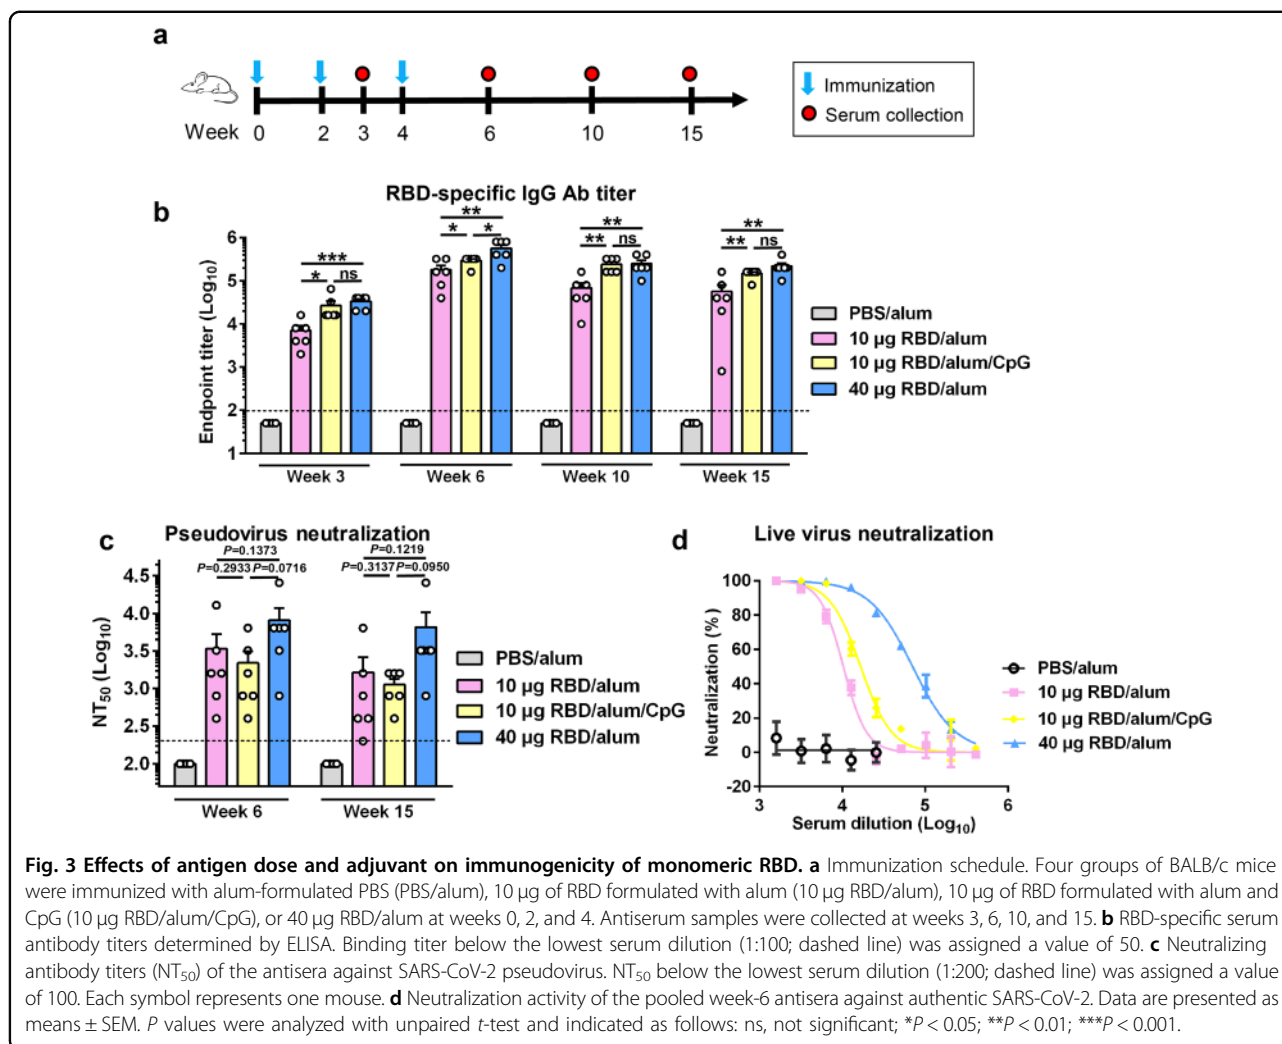 a
Week 0 2 3 4 6 10 15
Immunization
Serum collection
b
RBD-specific IgG Ab titer
Endpoint titer (Log10)
6
5
4
3
2
1
*** * ns
** * *
** ** ns
** ** ns
Week 3 Week 6 Week 10 Week 15
PBS/alum
10 µg RBD/alum
10 µg RBD/alum/CpG
40 µg RBD/alum
c
Pseudovirus neutralization
NT50 (Log10)
4.5
4.0
3.5
3.0
2.5
2.0
P=0.1373
P=0.2933 P=0.0716
P=0.1219
P=0.3137 P=0.0950
Week 6 Week 15
PBS/alum
10 µg RBD/alum
10 µg RBD/alum/CpG
40 µg RBD/alum
d
Live virus neutralization
Neutralization (%)
100
80
60
40
20
0
-20
3 4 5 6
Serum dilution (Log10)
PBS/alum
10 µg RBD/alum
10 µg RBD/alum/CpG
40 µg RBD/alum
Fig. 3 Effects of antigen dose and adjuvant on immunogenicity of monomeric RBD. a Immunization schedule. Four groups of BALB/c mice
were immunized with alum-formulated PBS (PBS/alum), 10 µg of RBD formulated with alum (10 µg RBD/alum), 10 µg of RBD formulated with alum and
CpG (10 µg RBD/alum/CpG), or 40 µg RBD/alum at weeks 0, 2, and 4. Antiserum samples were collected at weeks 3, 6, 10, and 15. b RBD-specific serum
antibody titers determined by ELISA. Binding titer below the lowest serum dilution (1:100; dashed line) was assigned a value of 50. c Neutralizing
antibody titers (NT50) of the antisera against SARS-CoV-2 pseudovirus. NT50 below the lowest serum dilution (1:200; dashed line) was assigned a value
of 100. Each symbol represents one mouse. d Neutralization activity of the pooled week-6 antisera against authentic SARS-CoV-2. Data are presented as
means ± SEM. P values were analyzed with unpaired t-test and indicated as follows: ns, not significant; *P < 0.05; **P < 0.01; ***P < 0.001.